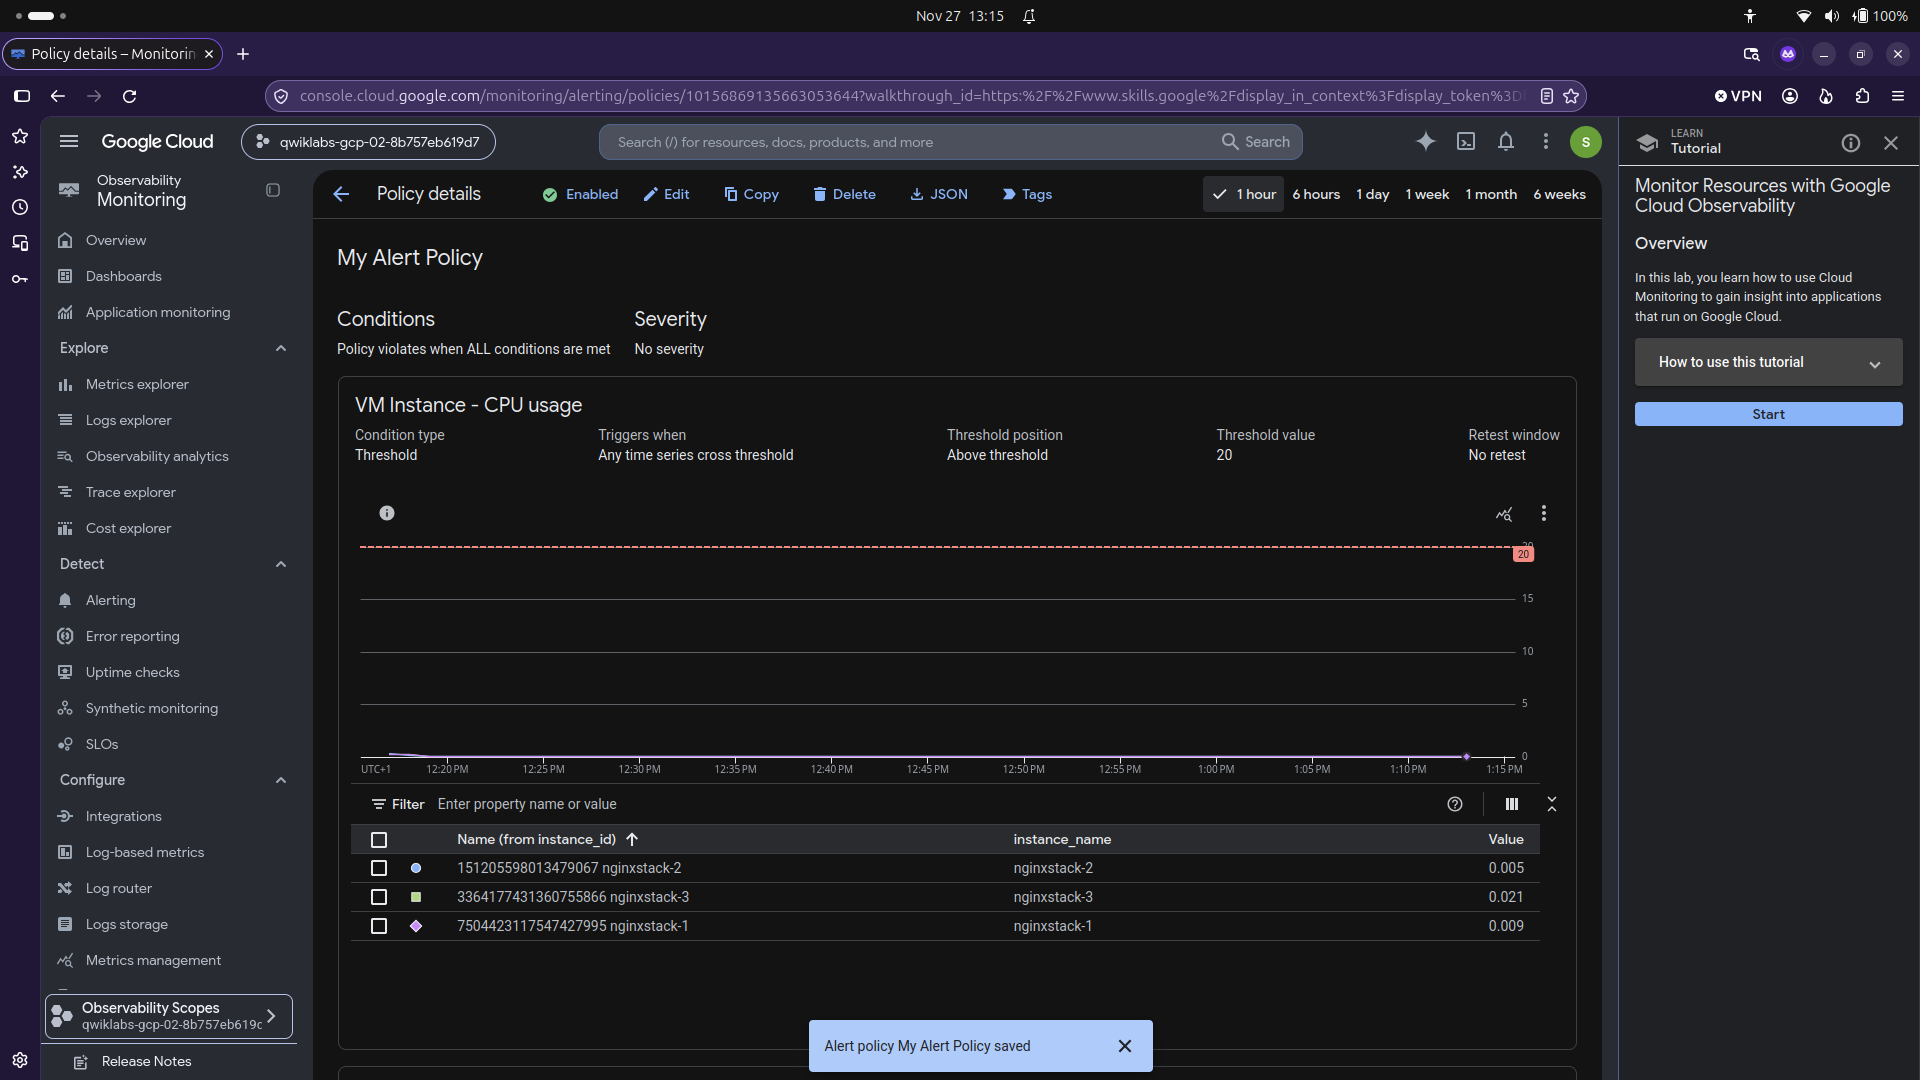 Nov 27 13:15
100%
Policy details – Monitorin
console.cloud.google.com/monitoring/alerting/policies/10156869135663053644?walkthrough_id=https:%2F%2Fwww.skills.google%2Fdisplay_in_context%3Fdisplay_token%3D
VPN
Google Cloud
qwiklabs-gcp-02-8b757eb619d7
Search (/) for resources, docs, products, and more
Search
S
LEARN
Tutorial
Observability
Monitoring
Overview
Dashboards
Application monitoring
Explore
Metrics explorer
Logs explorer
Observability analytics
Trace explorer
Cost explorer
Detect
Alerting
Error reporting
Uptime checks
Synthetic monitoring
SLOs
Configure
Integrations
Log-based metrics
Log router
Logs storage
Metrics management
Observability Scopes
qwiklabs-gcp-02-8b757eb619c
Release Notes
Policy details
Enabled
Edit
Copy
Delete
JSON
Tags
1 hour
6 hours
1 day
1 week
1 month
6 weeks
My Alert Policy
Conditions
Policy violates when ALL conditions are met
Severity
No severity
VM Instance - CPU usage
Condition type
Threshold
Triggers when
Any time series cross threshold
Threshold position
Above threshold
Threshold value
20
Retest window
No retest
20
20
15
10
5
0
UTC+1
12:20 PM
12:25 PM
12:30 PM
12:35 PM
12:40 PM
12:45 PM
12:50 PM
12:55 PM
1:00 PM
1:05 PM
1:10 PM
1:15 PM
Filter
Enter property name or value
Name (from instance_id)
instance_name
Value
151205598013479067 nginxstack-2
nginxstack-2
0.005
3364177431360755866 nginxstack-3
nginxstack-3
0.021
7504423117547427995 nginxstack-1
nginxstack-1
0.009
Alert policy My Alert Policy saved
Monitor Resources with Google
Cloud Observability
Overview
In this lab, you learn how to use Cloud
Monitoring to gain insight into applications
that run on Google Cloud.
How to use this tutorial
Start